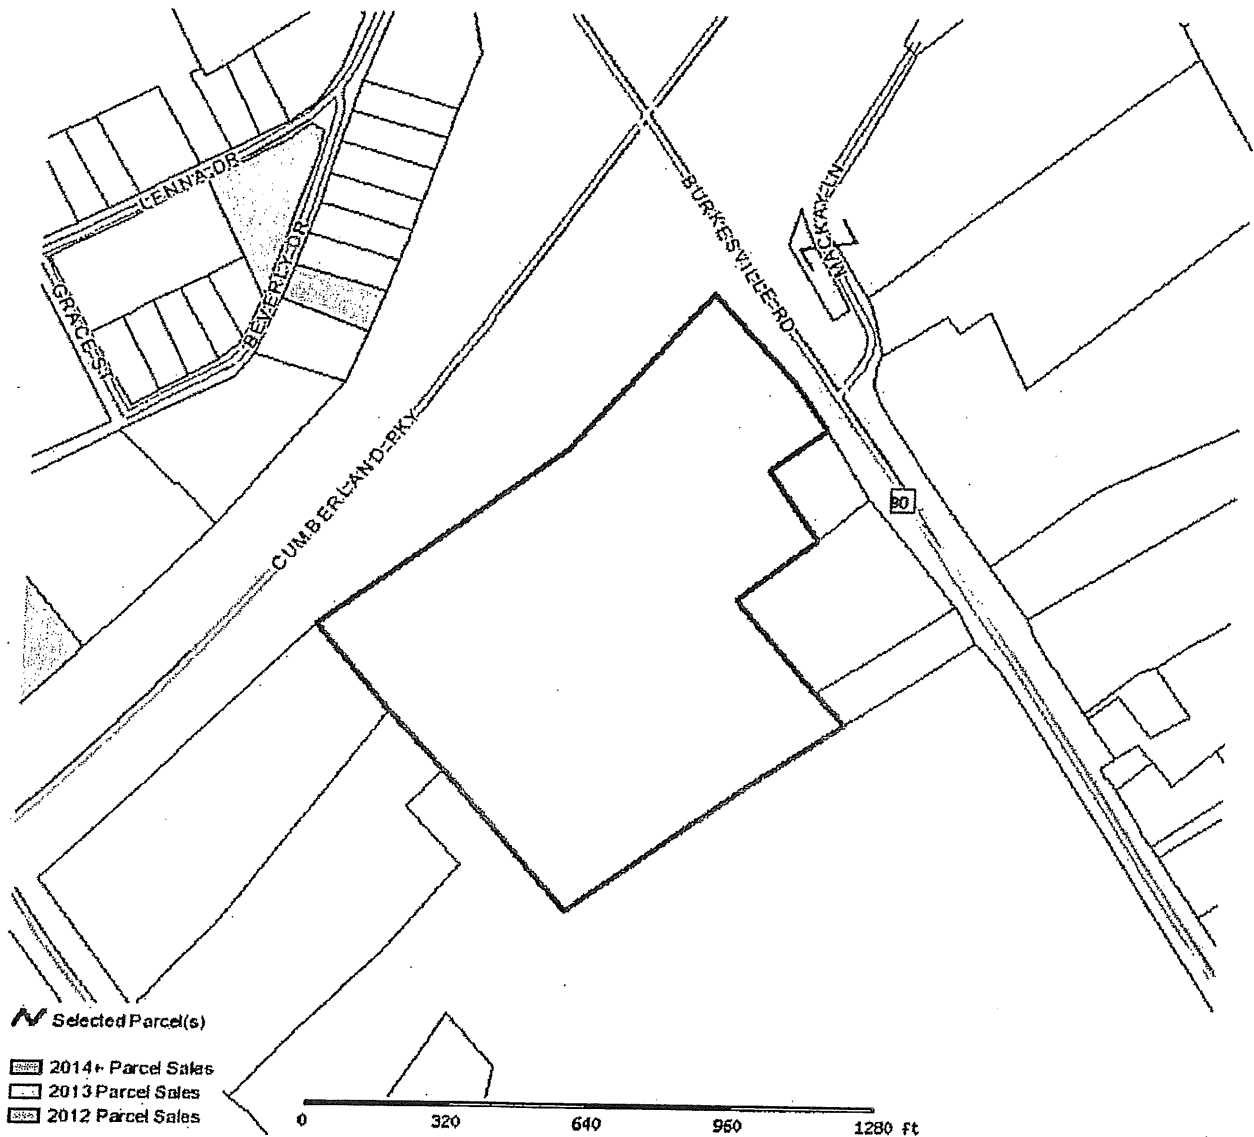 LENNA DR
BURKESVILLE RD
MACKAY LN
GRACE ST
BEVERLY DR
CUMBERLAND PKY
80
Selected Parcel(s)
2014+ Parcel Sales
2013 Parcel Sales
2012 Parcel Sales
0 320 640 960 1280 ft